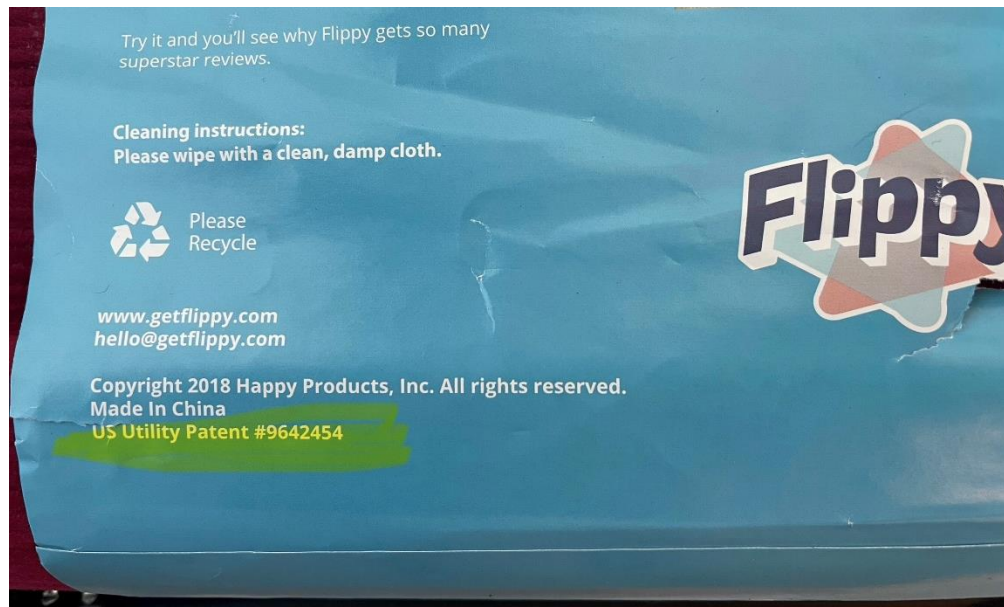 Try it and you'll see why Flippy gets so many
superstar reviews.
Cleaning instructions:
Please wipe with a clean, damp cloth.
Please
Recycle
Flippy
www.getflippy.com
hello@getflippy.com
Copyright 2018 Happy Products, Inc. All rights reserved.
Made In China
US Utility Patent #9642454